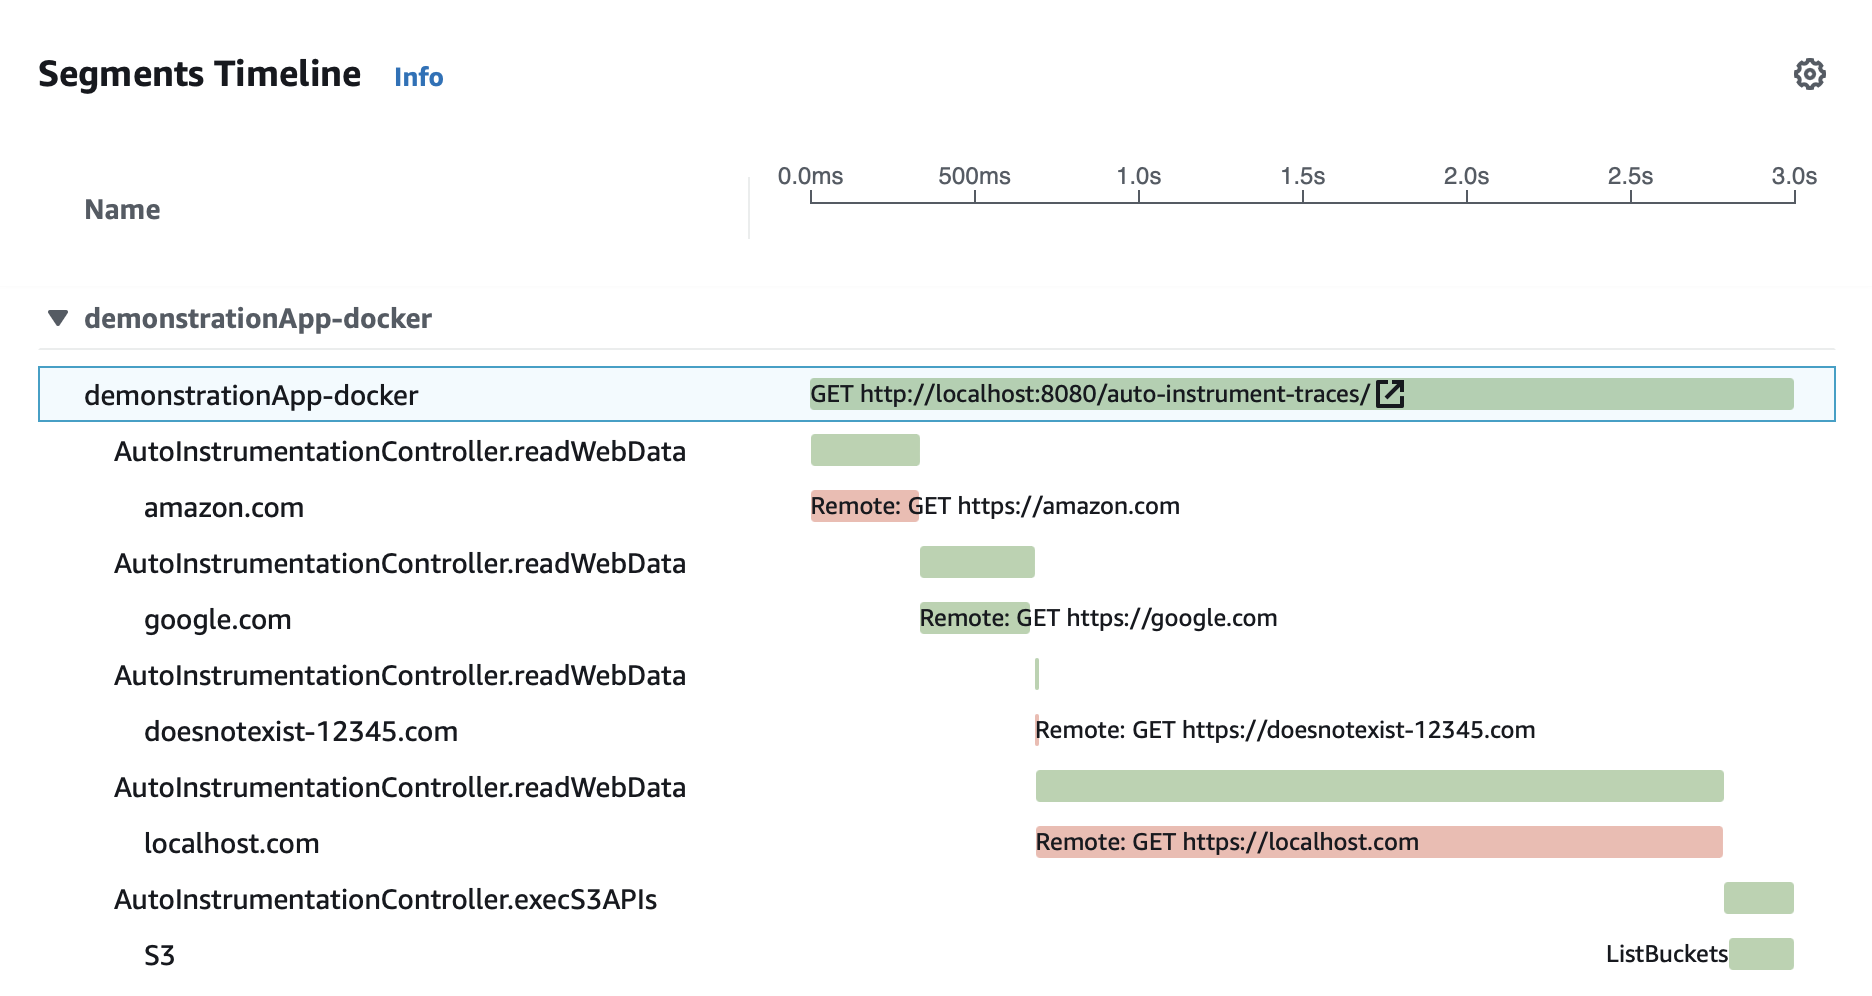 Segments Timeline Info
0.0ms 500ms 1.0s 1.5s 2.0s 2.5s 3.0s
Name
demonstrationApp-docker
demonstrationApp-docker GET http://localhost:8080/auto-instrument-traces/
AutoInstrumentationController.readWebData
amazon.com Remote: GET https://amazon.com
AutoInstrumentationController.readWebData
google.com Remote: GET https://google.com
AutoInstrumentationController.readWebData
doesnotexist-12345.com Remote: GET https://doesnotexist-12345.com
AutoInstrumentationController.readWebData
localhost.com Remote: GET https://localhost.com
AutoInstrumentationController.execS3APIs
S3 ListBuckets